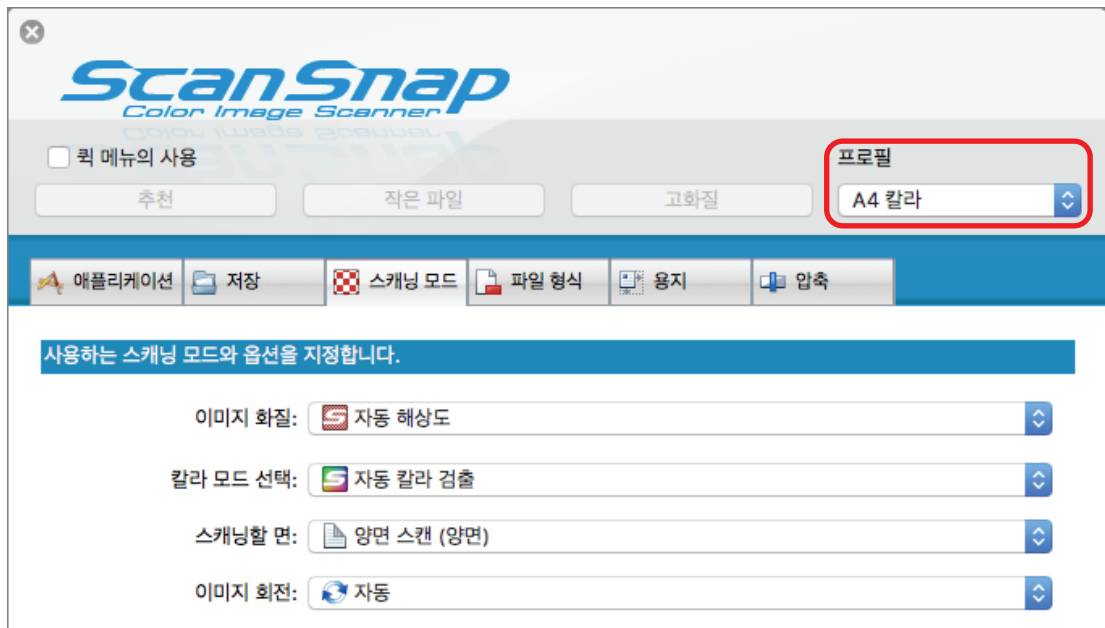 ScanSnap
Color Image Scanner
퀵 메뉴의 사용
프로필
추천 작은 파일 고화질 A4 칼라
애플리케이션 저장 스캐닝 모드 파일 형식 용지 압축
사용하는 스캐닝 모드와 옵션을 지정합니다.
이미지 화질: 자동 해상도
칼라 모드 선택: 자동 칼라 검출
스캐닝할 면: 양면 스캔 (양면)
이미지 회전: 자동